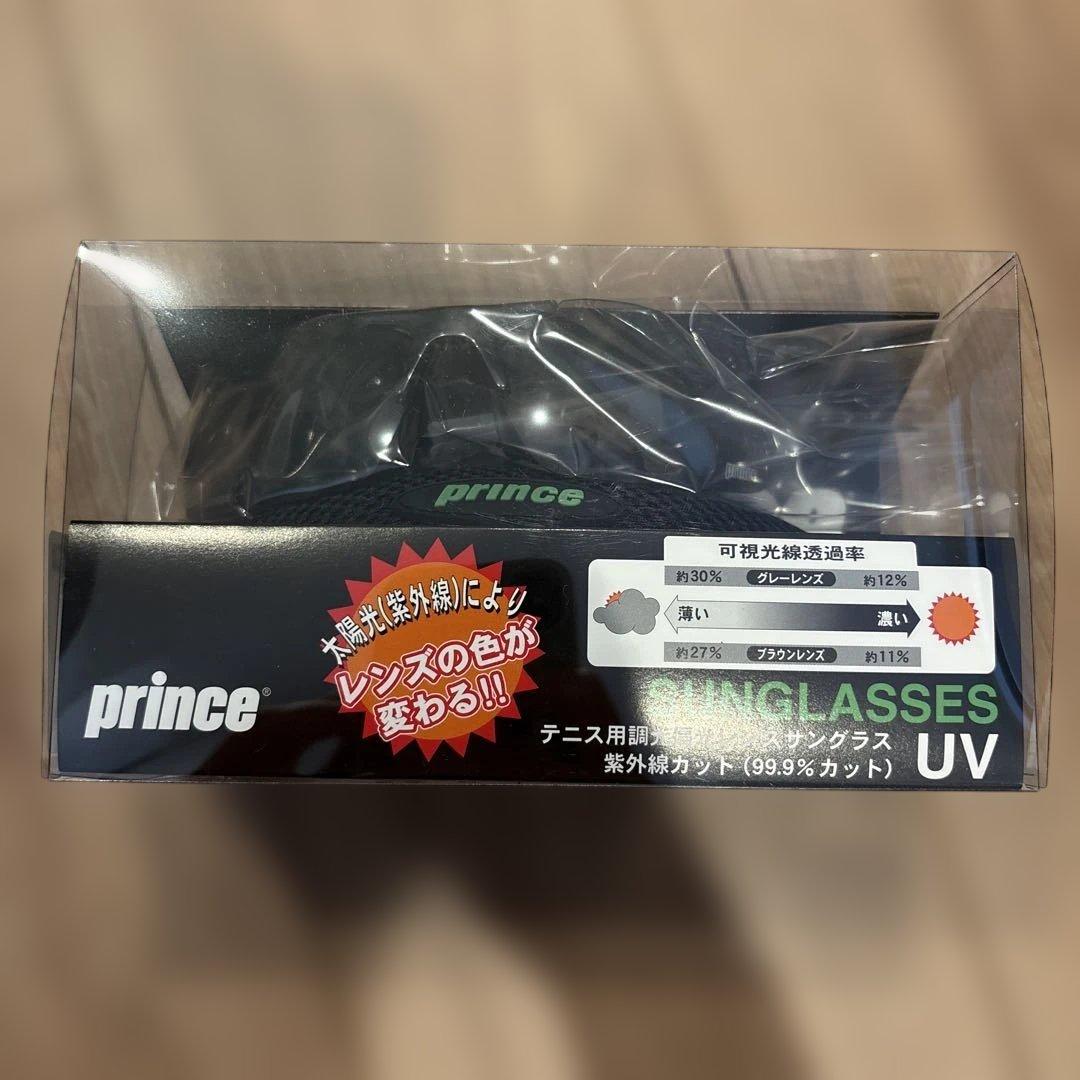 prince
prince
太陽光(紫外線)により
レンズの色が
変わる!!
可視光線透過率
約30% グレーレンズ 約12%
薄い 濃い
約27% ブラウンレンズ 約11%
prince®
SUNGLASSES
テニス用調光 サングラス
紫外線カット(99.9%カット) UV